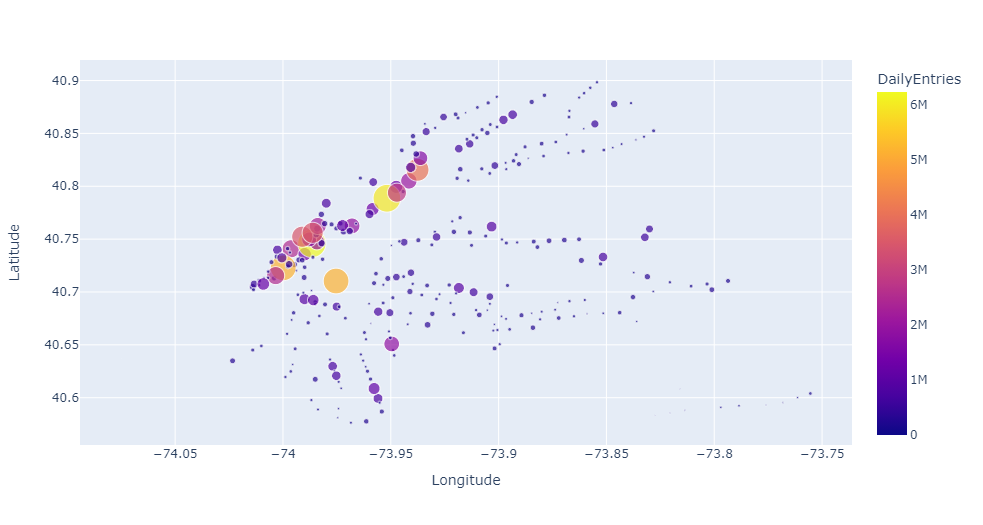 DailyEntries
40.9
40.85
40.8
40.75
40.7
40.65
40.6
Latitude
−74.05
−74
−73.95
−73.9
−73.85
−73.8
−73.75
Longitude
6M
5M
4M
3M
2M
1M
0